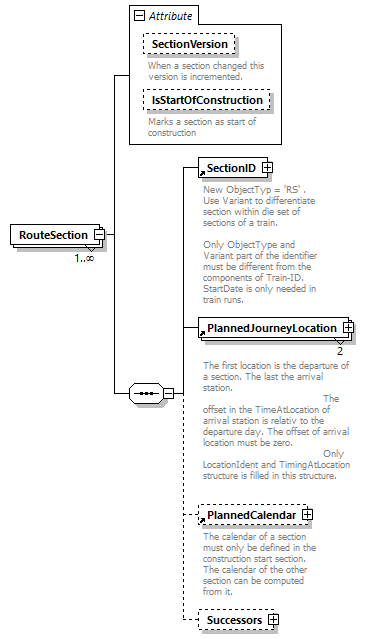 Attribute
SectionVersion
When a section changed this
version is incremented.
IsStartOfConstruction
Marks a section as start of
construction
RouteSection
1..∞
SectionID
New ObjectTyp = 'RS' .
Use Variant to differentiate
section within die set of
sections of a train.
Only ObjectType and
Variant part of the identifier
must be different from the
components of Train-ID.
StartDate is only needed in
train runs.
PlannedJourneyLocation
2
The first location is the departure of
a section. The last the arrival
station.
The
offset in the TimeAtLocation of
arrival station is relativ to the
departure day. The offset of arrival
location must be zero.
Only
LocationIdent and TimingAtLocation
structure is filled in this structure.
PlannedCalendar
The calendar of a section
must only be defined in the
construction start section.
The calendar of the other
section can be computed
from it.
Successors